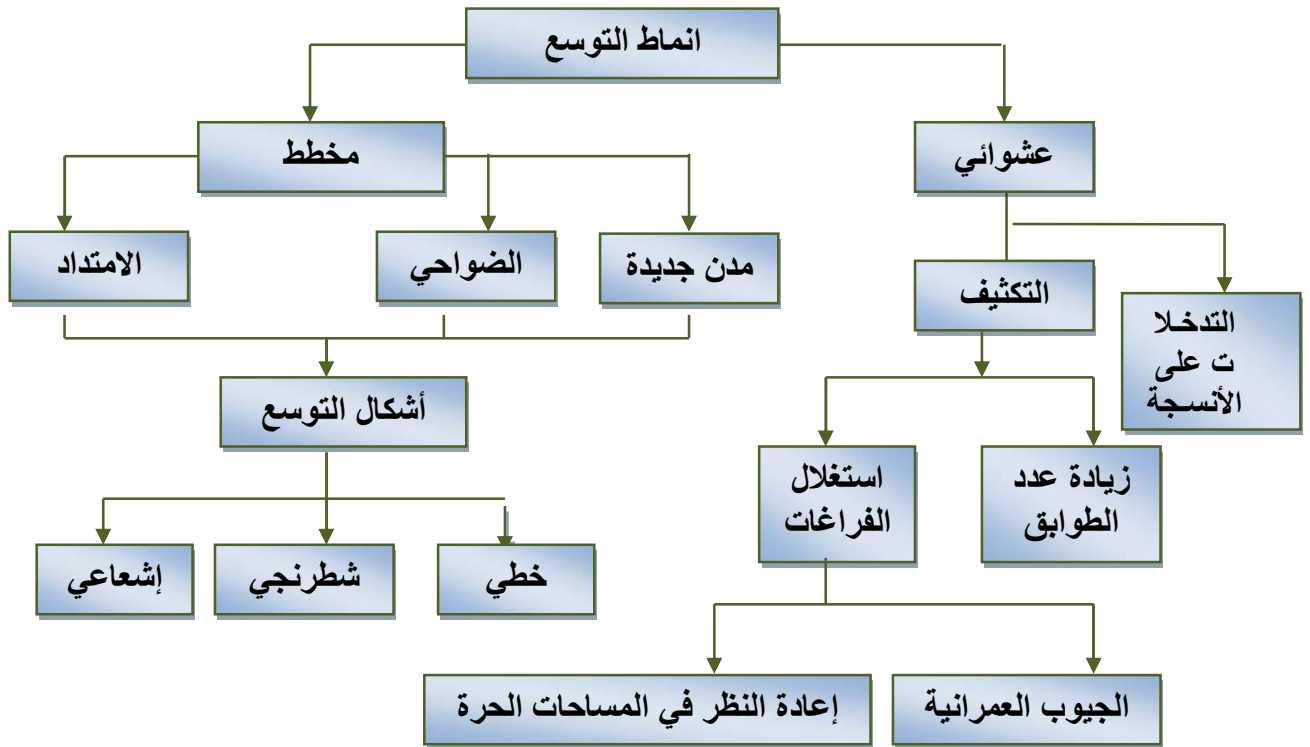 انماط التوسع
عشوائي
مخطط
مدن جديدة
الضواحي
الامتداد
التكثيف
التدخلا
ت على
الأنسجة
أشكال التوسع
زيادة عدد
الطوابق
استغلال
الفراغات
خطي
شطرنجي
إشعاعي
الجيوب العمرانية
إعادة النظر في المساحات الحرة